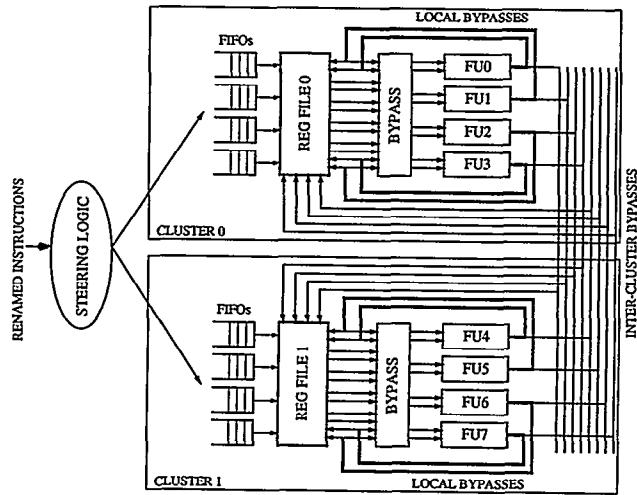 LOCAL BYPASSES
FIFOs
REG FILE 0
BYPASS
FU0
FU1
FU2
FU3
CLUSTER 0
RENAMED INSTRUCTIONS
STEERING LOGIC
INTER-CLUSTER BYPASSES
FIFOs
REG FILE 1
BYPASS
FU4
FU5
FU6
FU7
CLUSTER 1
LOCAL BYPASSES